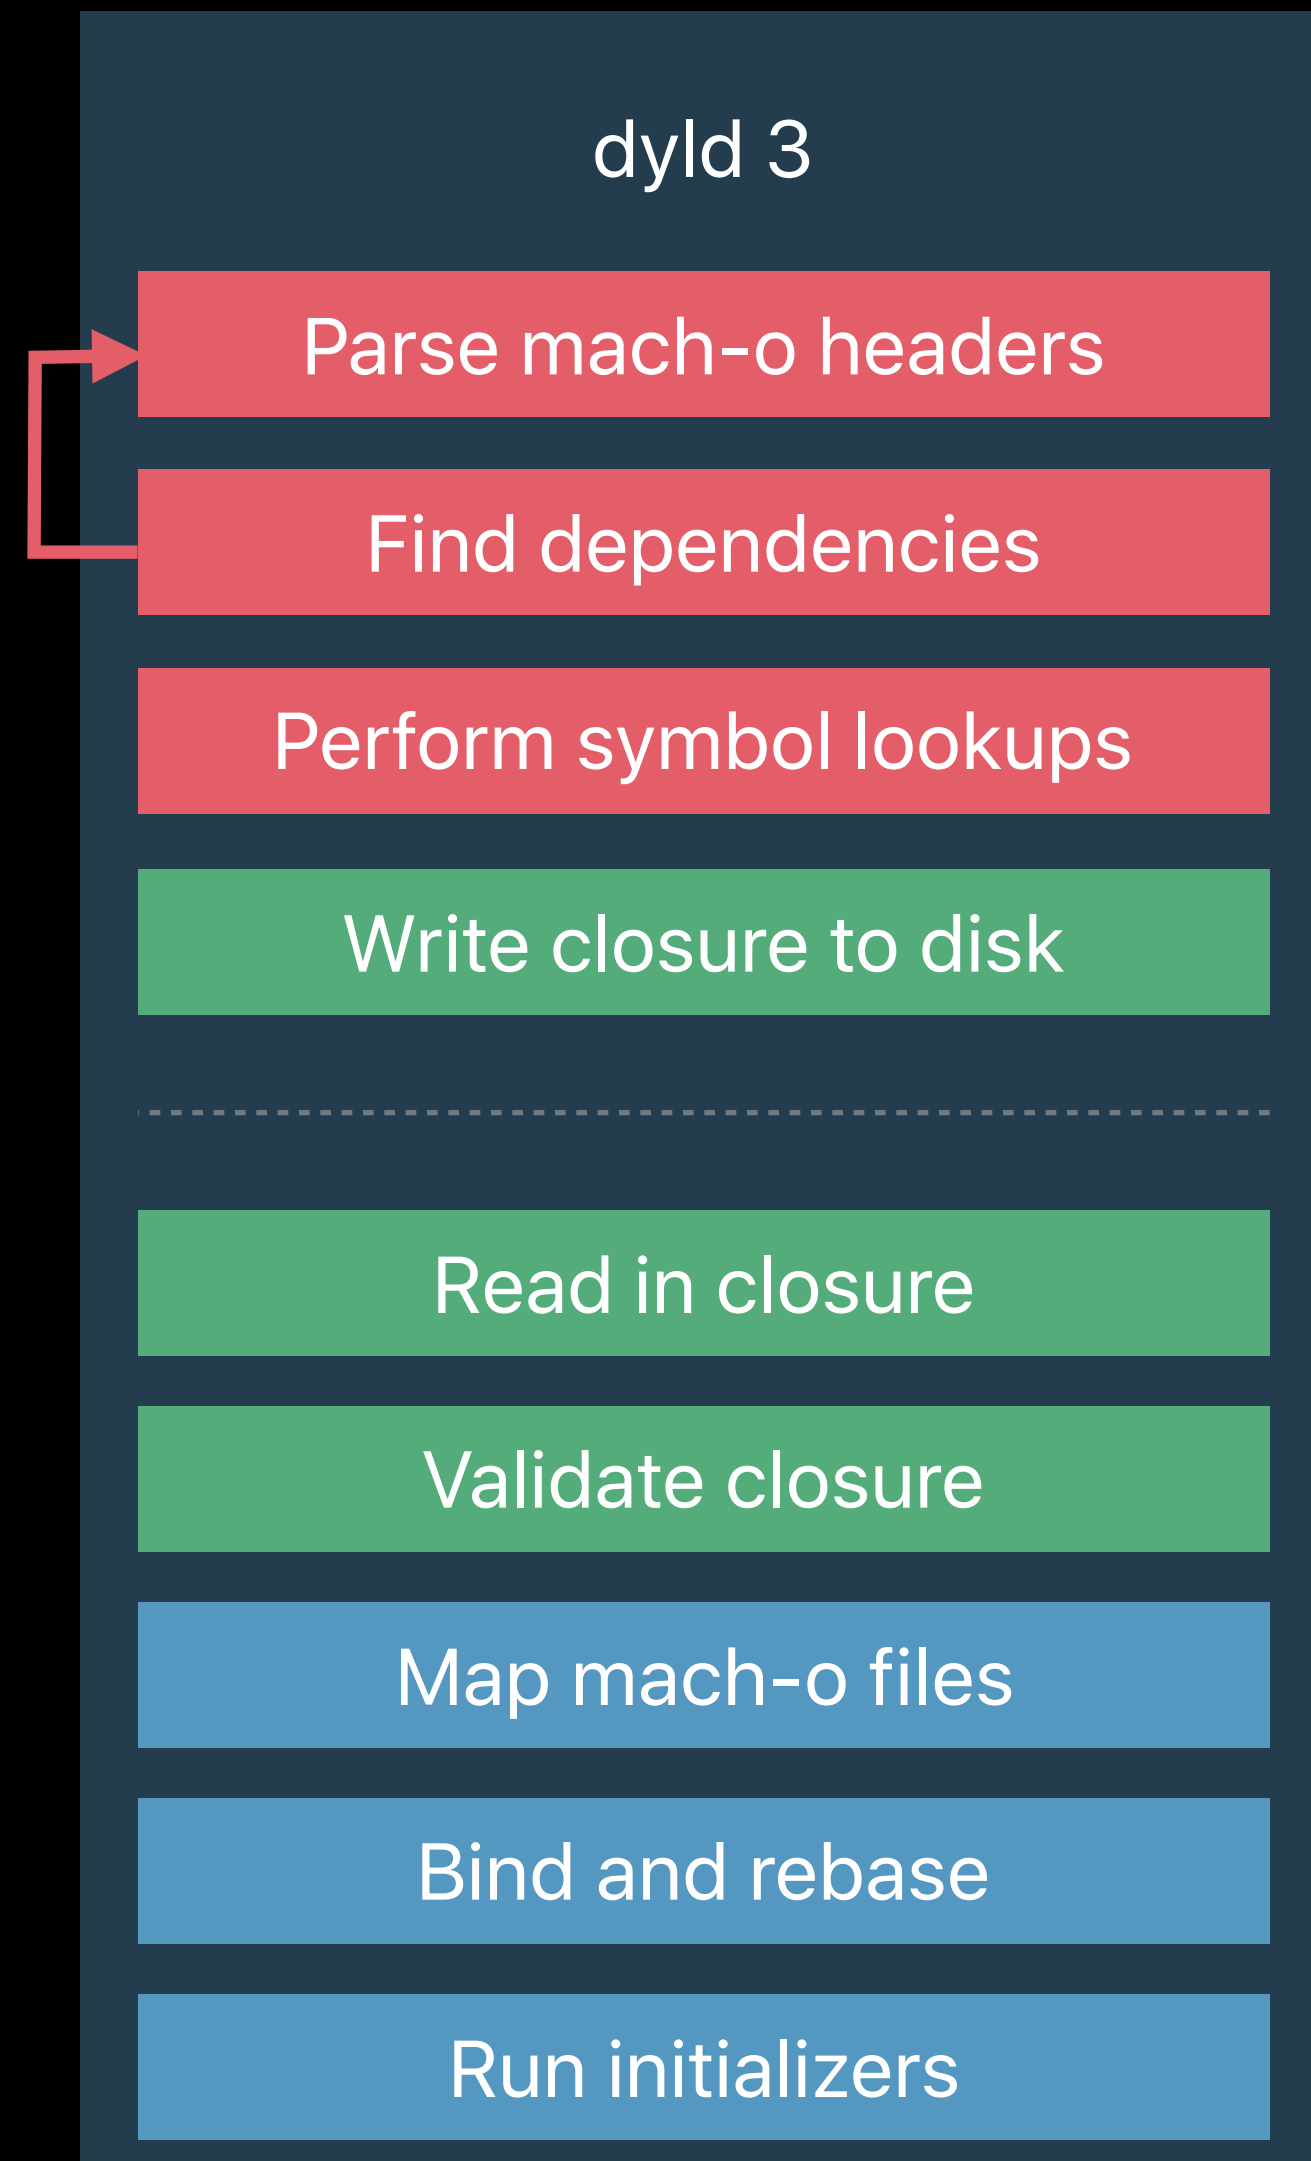 dyld 3
Parse mach-o headers
Find dependencies
Perform symbol lookups
Write closure to disk
Read in closure
Validate closure
Map mach-o files
Bind and rebase
Run initializers